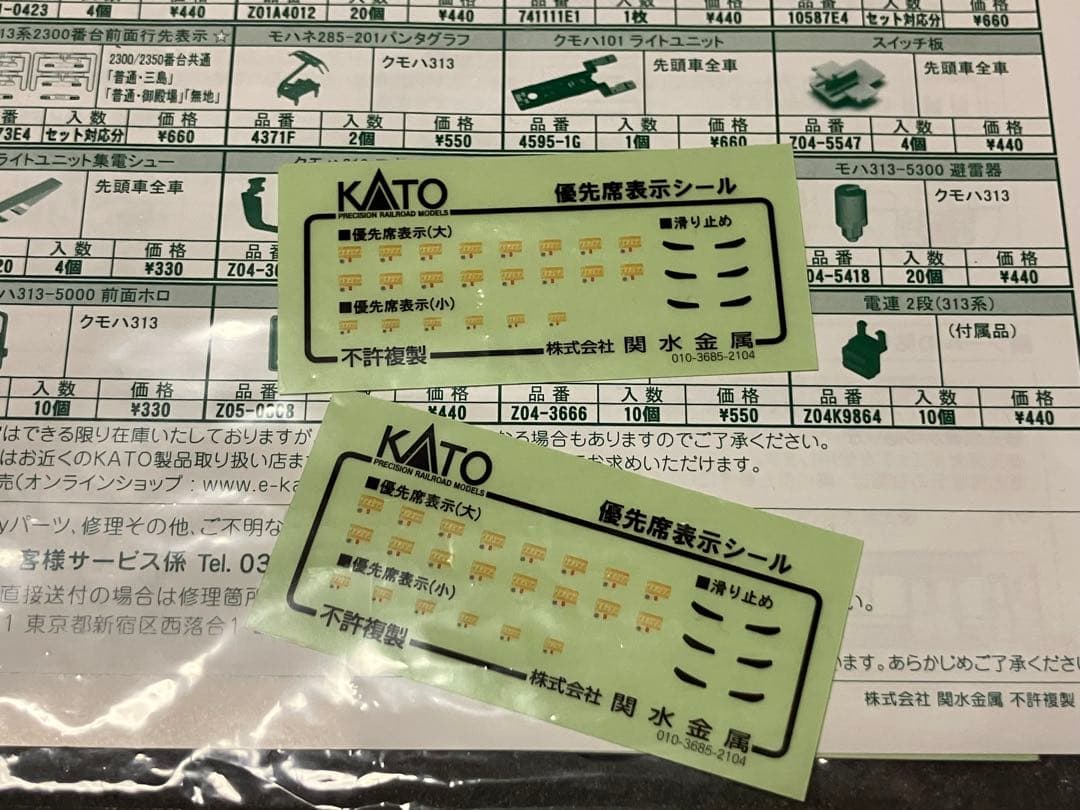 -0423 4個 ¥440 Z01A4012 20個 ¥440 741111E1 1枚 ¥440 10587E4 セット対応分 ¥660
13系2300番台前面行先表示 ☆ モハネ285-201パンタグラフ クモハ101 ライトユニット スイッチ板
2300/2350番台共通
「普通・三島」
「普通・御殿場」「無地」
クモハ313
先頭車全車
先頭車全車
品番 入数 価格 品番 入数 価格 品番 入数 価格 品番 入数 価格
73E4 セット対応分 ¥660 4371F 2個 ¥550 4595-1G 1個 ¥660 Z04-5547 4個 ¥440
ライトユニット集電シュー
モハ313-5300 避雷器
先頭車全車
クモハ313
入数 価格 品番
20 4個 ¥330 Z04-3
04-5418 20個 ¥440
ハ313-5000 前面ホロ
電連 2段(313系)
クモハ313
(付属品)
入数 価格 品番 品番 入数 価格 品番 入数 価格
10個 ¥330 ¥440 Z04-3666 10個 ¥550 Z04K9864 10個 ¥440
はできる限り在庫いたしておりますが
る場合もありますのでご了承ください。
はお近くのKATO製品取り扱い店ま
お求めいただけます。
売(オンラインショップ : www.e-ka
yパーツ、修理その他、ご不明な
客様サービス係 Tel. 03
直接送付の場合は修理箇所
い。
1 東京都新宿区西落合1
ます。あらかじめご了承くださ
株式会社 関水金属 不許複製
KATO
PRECISION RAILROAD MODELS
優先席表示シール
■優先席表示(大)
■滑り止め
■優先席表示(小)
不許複製
株式会社 関水金属
010-3685-2104
KATO
PRECISION RAILROAD MODELS
優先席表示シール
■優先席表示(大)
■滑り止め
■優先席表示(小)
不許複製
株式会社 関水金属
010-3685-2104